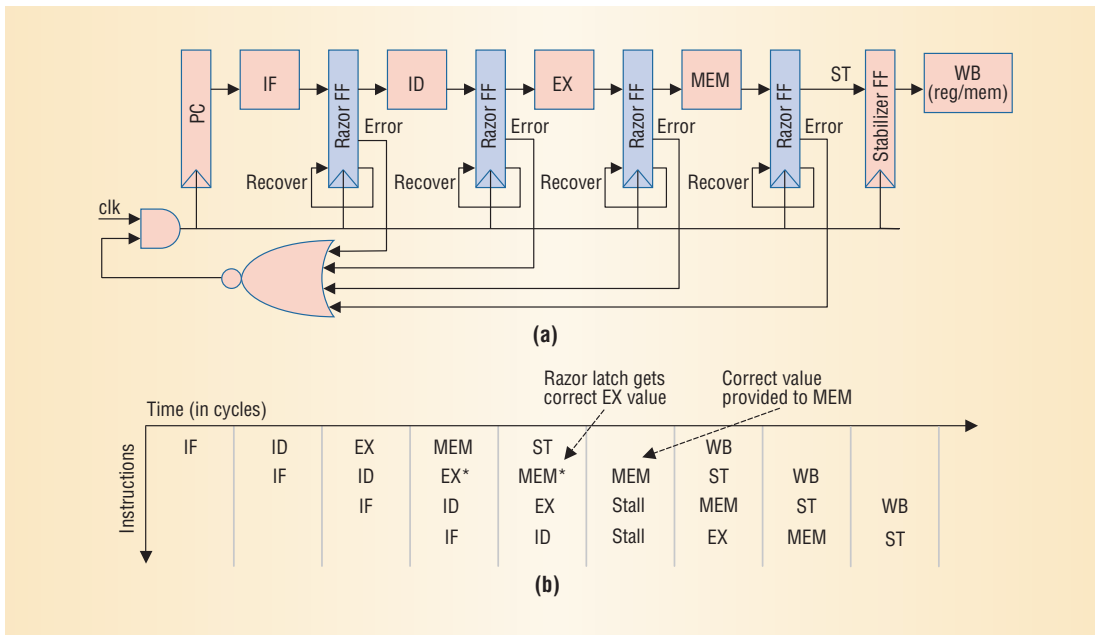 PC
IF
Razor FF
ID
Razor FF
EX
Razor FF
MEM
Razor FF
ST
Stabilizer FF
WB
(reg/mem)
Error
Error
Error
Error
Recover
Recover
Recover
Recover
clk
(a)
Razor latch gets
correct EX value
Correct value
provided to MEM
Time (in cycles)
Instructions
IF ID EX MEM ST WB
IF ID EX* MEM* MEM ST WB
IF ID EX Stall MEM ST WB
IF ID Stall EX MEM ST
(b)